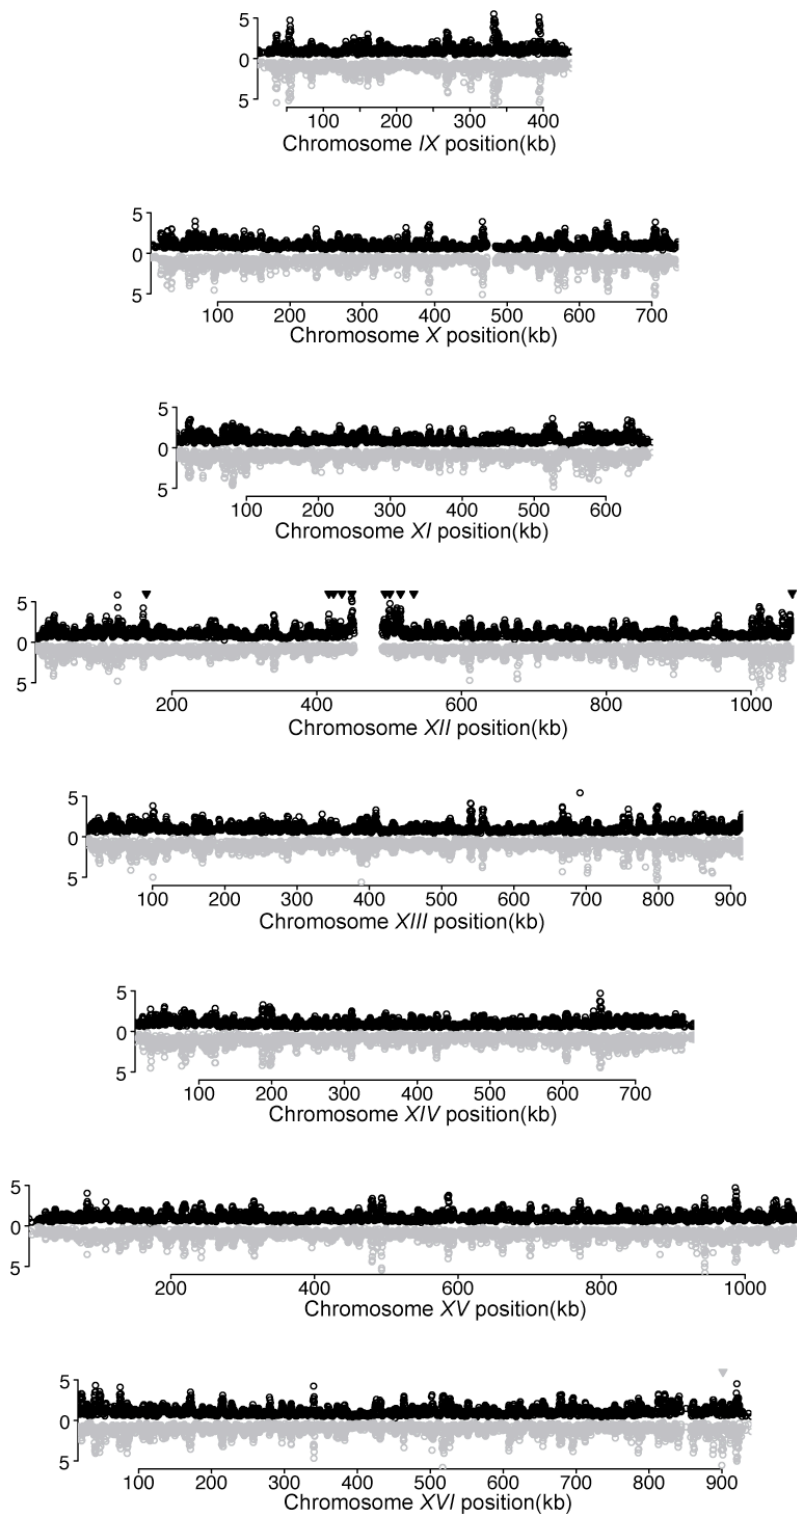 5
0
5
100 200 300 400
Chromosome IX position(kb)
5
0
5
100 200 300 400 500 600 700
Chromosome X position(kb)
5
0
5
100 200 300 400 500 600
Chromosome XI position(kb)
5
0
5
200 400 600 800 1000
Chromosome XII position(kb)
5
0
5
100 200 300 400 500 600 700 800 900
Chromosome XIII position(kb)
5
0
5
100 200 300 400 500 600 700
Chromosome XIV position(kb)
5
0
5
200 400 600 800 1000
Chromosome XV position(kb)
5
0
5
100 200 300 400 500 600 700 800 900
Chromosome XVI position(kb)